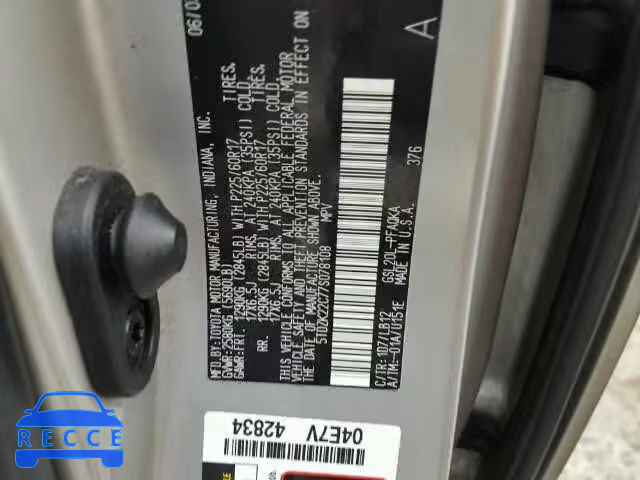 MFD.BY:TOYOTA MOTOR MANUFACTURING, INDIANA, INC. 06/0
GVWR:2580KG (5690LB)
GAWR:FRT. 1290KG (2845LB) WITH P225/60R17 TIRES,
17X6.5J RIMS, AT 240KPA (35PSI) COLD.
RR. 1290KG (2845LB) WITH P225/60R17 TIRES,
17X6.5J RIMS, AT 240KPA (35PSI) COLD.
THIS VEHICLE CONFORMS TO ALL APPLICABLE FEDERAL MOTOR
VEHICLE SAFETY AND THEFT PREVENTION STANDARDS IN EFFECT ON
THE DATE OF MANUFACTURE SHOWN ABOVE.
5TDZK22C77S078108 MPV
A
C/TR:1D7/LB12 GSL20L-PFAQKA 376
A/TM:-01A/U151E MADE IN U.S.A.
04E7V 42834
RECCE